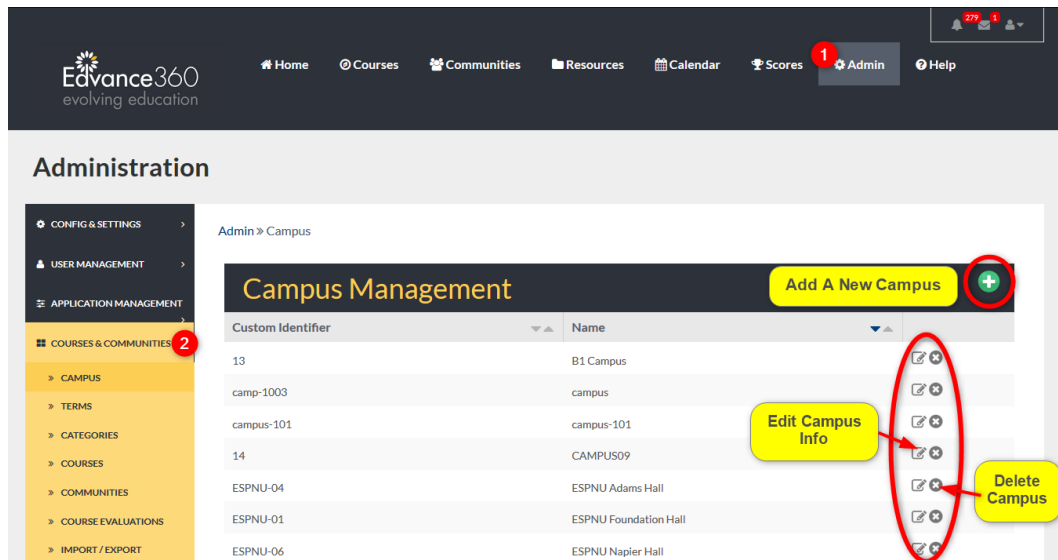 279 1
Edvance360
evolving education
Home Courses Communities Resources Calendar Scores 1 Admin Help
Administration
CONFIG & SETTINGS
USER MANAGEMENT
APPLICATION MANAGEMENT
COURSES & COMMUNITIES 2
» CAMPUS
» TERMS
» CATEGORIES
» COURSES
» COMMUNITIES
» COURSE EVALUATIONS
» IMPORT / EXPORT
Admin » Campus
Campus Management
Add A New Campus
Custom Identifier Name
13 B1 Campus
camp-1003 campus
campus-101 campus-101
14 CAMPUS09
ESPNU-04 ESPNU Adams Hall
ESPNU-01 ESPNU Foundation Hall
ESPNU-06 ESPNU Napier Hall
Edit Campus
Info
Delete
Campus